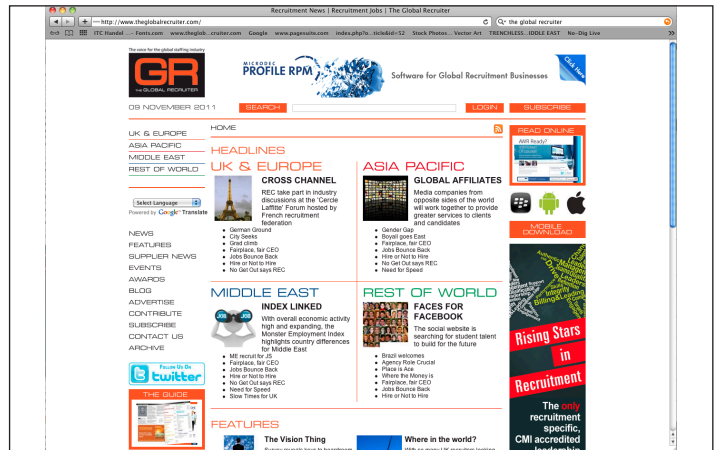 Recruitment News | Recruitment Jobs | The Global Recruiter
http://www.theglobalrecruiter.com/
the global recruiter
ITC Handel ... – Fonts.com www.theglob...cruiter.com Google www.pagesuite.com index.php?o...ticle&id=52 Stock Photos... Vector Art TRENCHLESS...IDDLE EAST No-Dig Live
The voice for the global staffing industry
GR
THE GLOBAL RECRUITER
MICRODEC
PROFILE RPM
Software for Global Recruitment Businesses
Click Here
09 NOVEMBER 2011
SEARCH
LOGIN
SUBSCRIBE
UK & EUROPE
ASIA PACIFIC
MIDDLE EAST
REST OF WORLD
Select Language
Powered by Google™ Translate
NEWS
FEATURES
SUPPLIER NEWS
EVENTS
AWARDS
BLOG
ADVERTISE
CONTRIBUTE
SUBSCRIBE
CONTACT US
ARCHIVE
FOLLOW US ON
twitter
THE GUIDE
HOME
HEADLINES
UK & EUROPE
CROSS CHANNEL
REC take part in industry
discussions at the 'Cercle
Laffitte' Forum hosted by
French recruitment
federation
German Ground
City Seeks
Grad climb
Fairplace, fair CEO
Jobs Bounce Back
Hire or Not to Hire
No Get Out says REC
ASIA PACIFIC
GLOBAL AFFILIATES
Media companies from
opposite sides of the world
will work together to provide
greater services to clients
and candidates
Gender Gap
Boyall goes East
Fairplace, fair CEO
Jobs Bounce Back
Hire or Not to Hire
No Get Out says REC
Need for Speed
MIDDLE EAST
JOB JOB
INDEX LINKED
With overall economic activity
high and expanding, the
Monster Employment Index
highlights country differences
for Middle East
ME recruit for JS
Fairplace, fair CEO
Jobs Bounce Back
Hire or Not to Hire
No Get Out says REC
Need for Speed
Slow Times for UK
REST OF WORLD
FACES FOR
FACEBOOK
The social website is
searching for student talent
to build for the future
Brazil welcomes
Agency Role Crucial
Place is Ace
Where the Money is
Fairplace, fair CEO
Jobs Bounce Back
Hire or Not to Hire
FEATURES
The Vision Thing
Where in the world?
READ ONLINE
AWR Ready?
MOBILE
DOWNLOAD
Billing&Leading
Rising Stars
in
Recruitment
The only
recruitment
specific,
CMI accredited
leadership